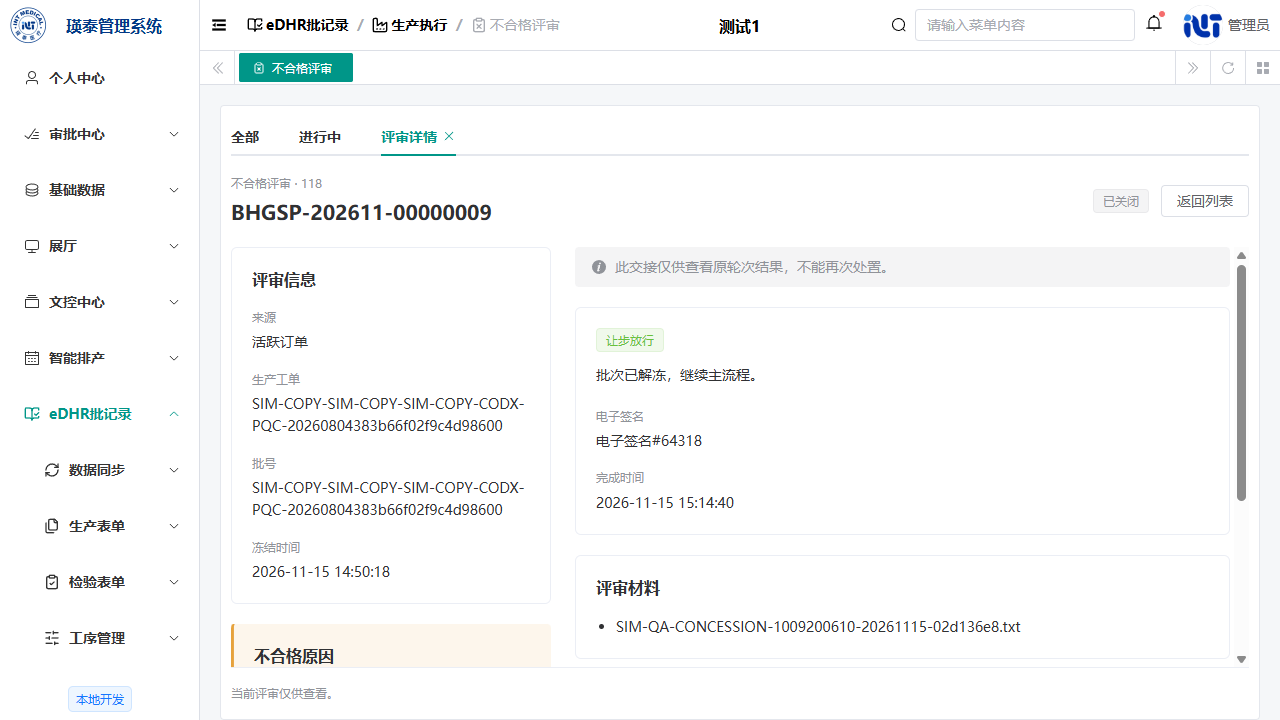 瑛泰管理系统
eDHR批记录 / 生产执行 / 不合格评审
测试1
请输入菜单内容
管理员
个人中心
审批中心
基础数据
展厅
文控中心
智能排产
eDHR批记录
数据同步
生产表单
检验表单
工序管理
本地开发
不合格评审
全部
进行中
评审详情
不合格评审 · 118
BHGSP-202611-00000009
已关闭
返回列表
评审信息
来源
活跃订单
生产工单
SIM-COPY-SIM-COPY-SIM-COPY-CODX-
PQC-20260804383b66f02f9c4d98600
批号
SIM-COPY-SIM-COPY-SIM-COPY-CODX-
PQC-20260804383b66f02f9c4d98600
冻结时间
2026-11-15 14:50:18
不合格原因
此交接仅供查看原轮次结果，不能再次处置。
让步放行
批次已解冻，继续主流程。
电子签名
电子签名#64318
完成时间
2026-11-15 15:14:40
评审材料
SIM-QA-CONCESSION-1009200610-20261115-02d136e8.txt
当前评审仅供查看。